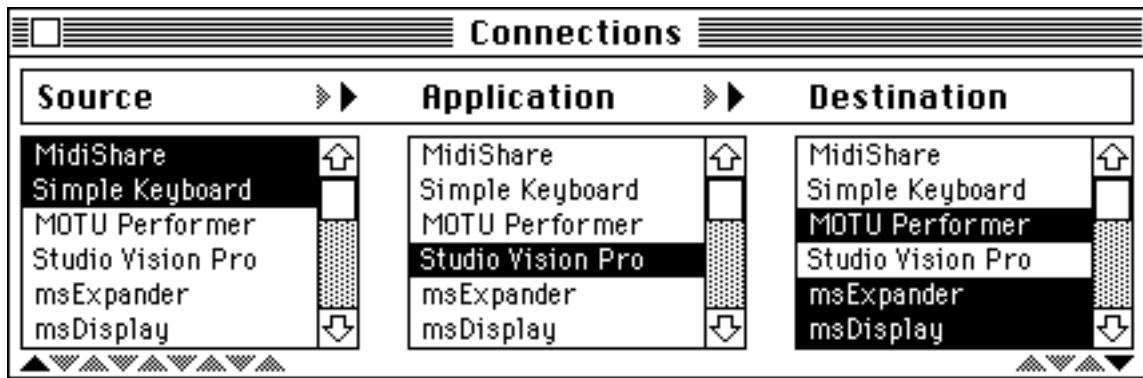 Connections
Source
Application
Destination
MidiShare
Simple Keyboard
MOTU Performer
Studio Vision Pro
msExpander
msDisplay
MidiShare
Simple Keyboard
MOTU Performer
Studio Vision Pro
msExpander
msDisplay
MidiShare
Simple Keyboard
MOTU Performer
Studio Vision Pro
msExpander
msDisplay